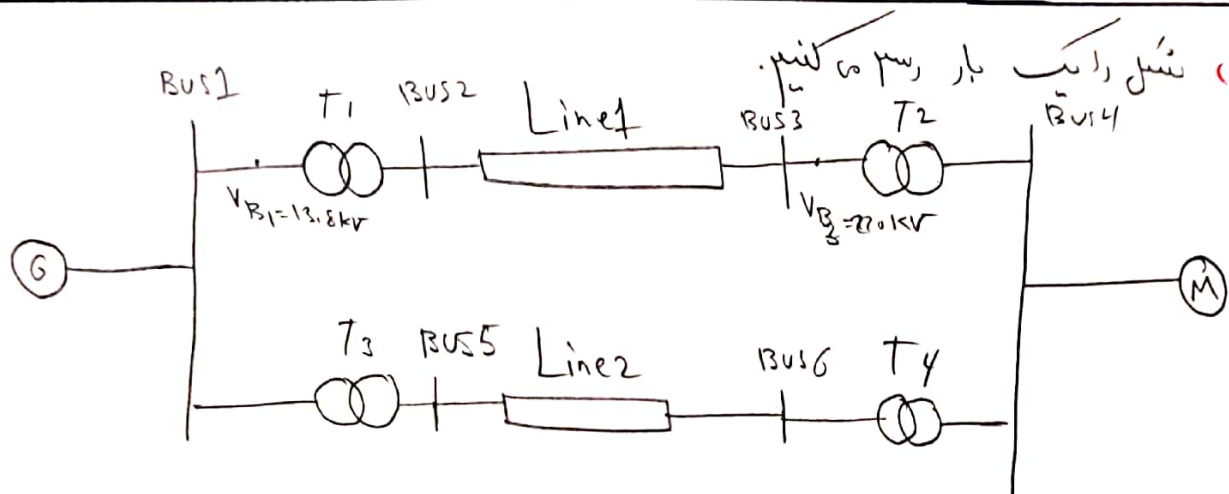 شکل را یک بار رسم می کنیم.
BUS1
T1
BUS2
Line1
BUS3
T2
BUS4
VB1=13.8kV
VB3=220kV
G
M
T3
BUS5
Line2
BUS6
T4